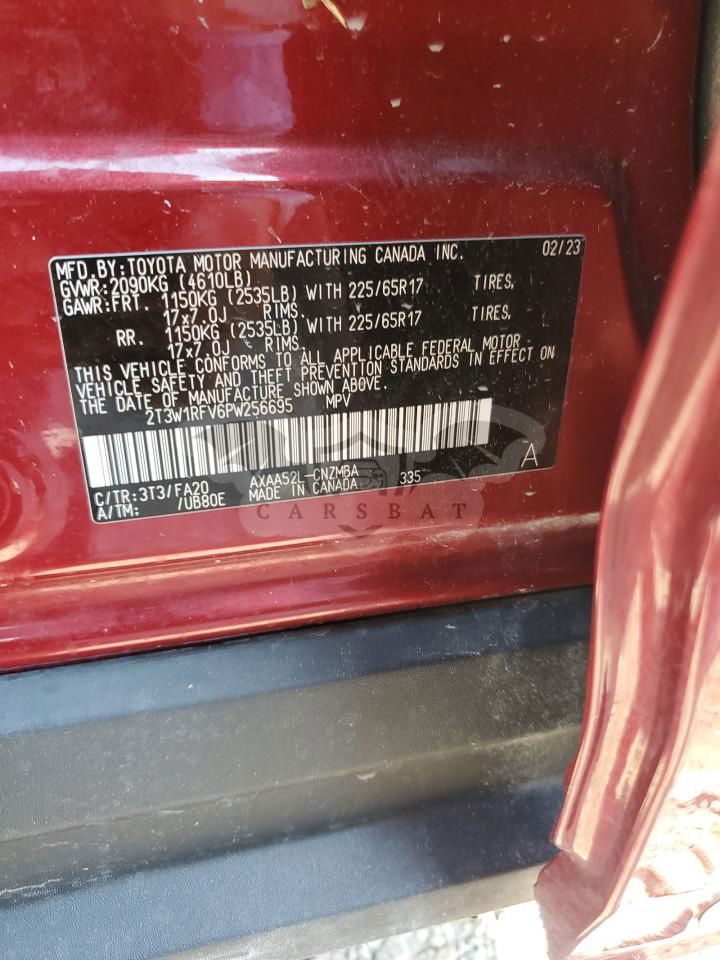 MFD.BY:TOYOTA MOTOR MANUFACTURING CANADA INC. 02/23
GVWR:2090KG (4610LB)
GAWR:FRT. 1150KG (2535LB) WITH 225/65R17 TIRES,
17x7.0J RIMS.
RR. 1150KG (2535LB) WITH 225/65R17 TIRES,
17x7.0J RIMS.
THIS VEHICLE CONFORMS TO ALL APPLICABLE FEDERAL MOTOR
VEHICLE SAFETY AND THEFT PREVENTION STANDARDS IN EFFECT ON
THE DATE OF MANUFACTURE SHOWN ABOVE.
2T3W1RFV6PW256695 MPV
C/TR:3T3/FA20 AXAA52L-CNZMBA 335 A
A/TM: /UB80E MADE IN CANADA
CARSBAT